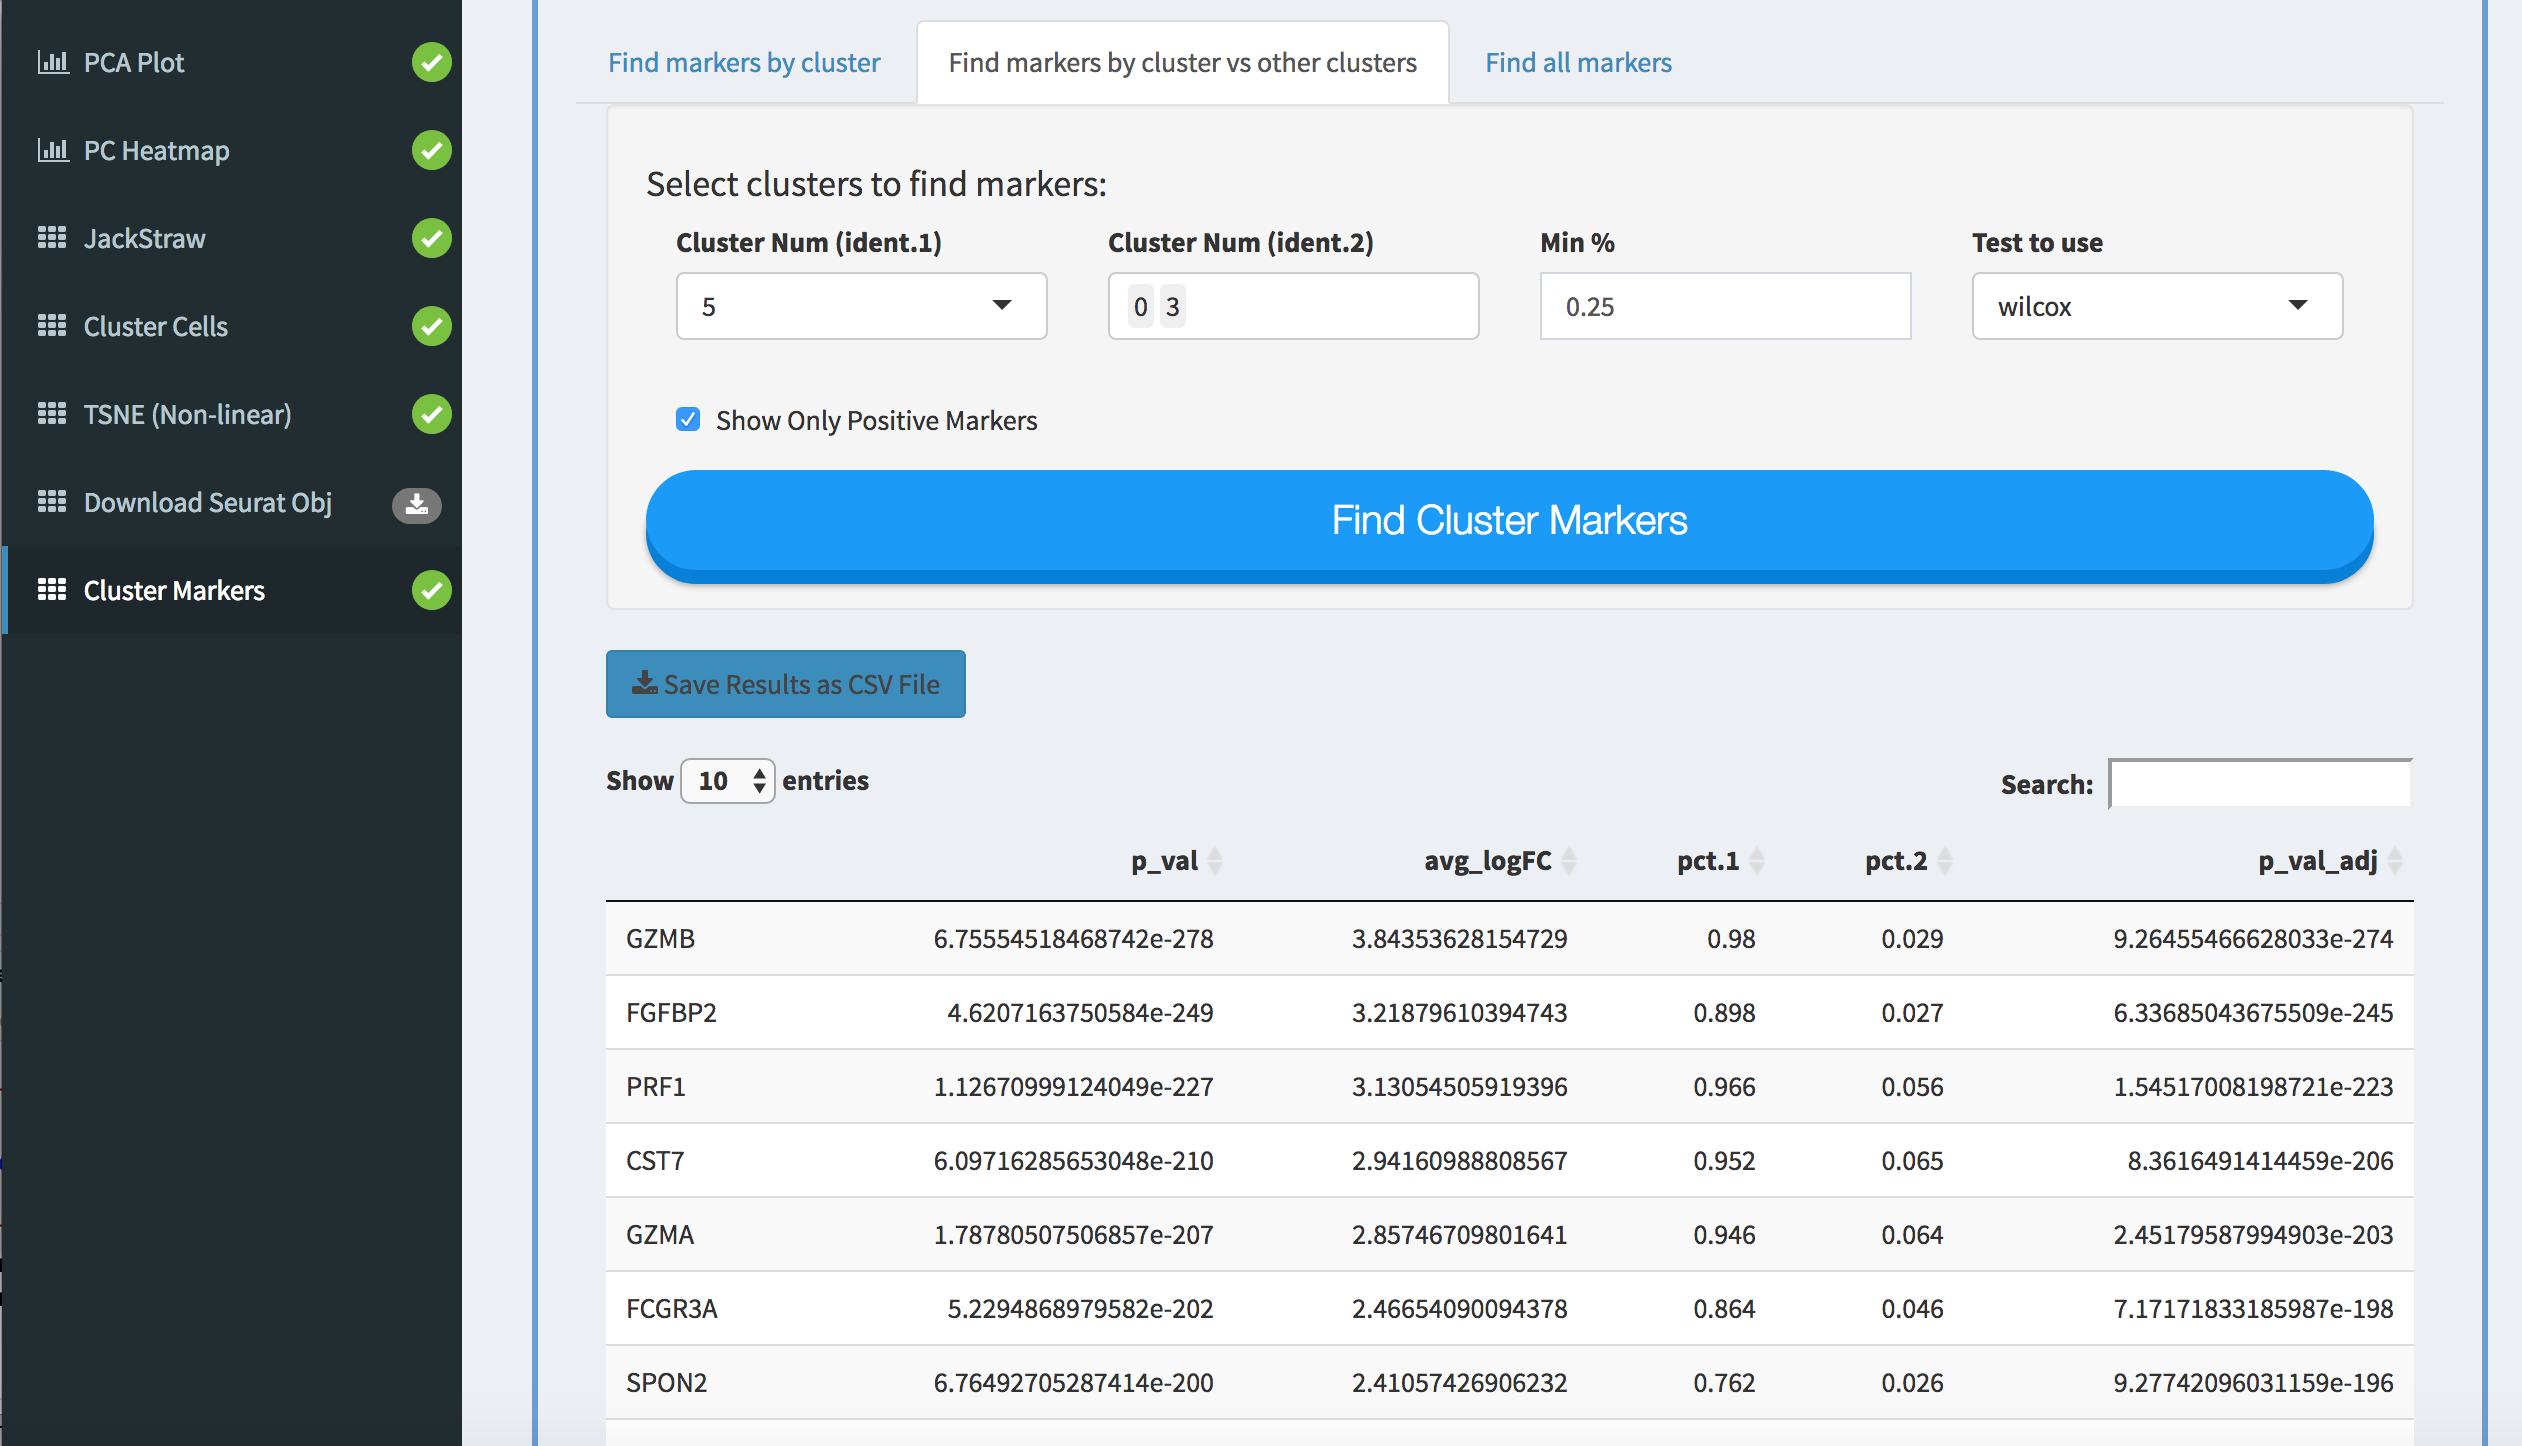 PCA Plot
PC Heatmap
JackStraw
Cluster Cells
TSNE (Non-linear)
Download Seurat Obj
Cluster Markers
Find markers by cluster
Find markers by cluster vs other clusters
Find all markers
Select clusters to find markers:
Cluster Num (ident.1)
5
Cluster Num (ident.2)
0 3
Min %
0.25
Test to use
wilcox
Show Only Positive Markers
Find Cluster Markers
Save Results as CSV File
Show 10 entries
Search:
p_val avg_logFC pct.1 pct.2 p_val_adj
GZMB 6.75554518468742e-278 3.84353628154729 0.98 0.029 9.26455466628033e-274
FGFBP2 4.6207163750584e-249 3.21879610394743 0.898 0.027 6.33685043675509e-245
PRF1 1.12670999124049e-227 3.13054505919396 0.966 0.056 1.54517008198721e-223
CST7 6.09716285653048e-210 2.94160988808567 0.952 0.065 8.3616491414459e-206
GZMA 1.78780507506857e-207 2.85746709801641 0.946 0.064 2.45179587994903e-203
FCGR3A 5.2294868979582e-202 2.46654090094378 0.864 0.046 7.17171833185987e-198
SPON2 6.76492705287414e-200 2.41057426906232 0.762 0.026 9.27742096031159e-196